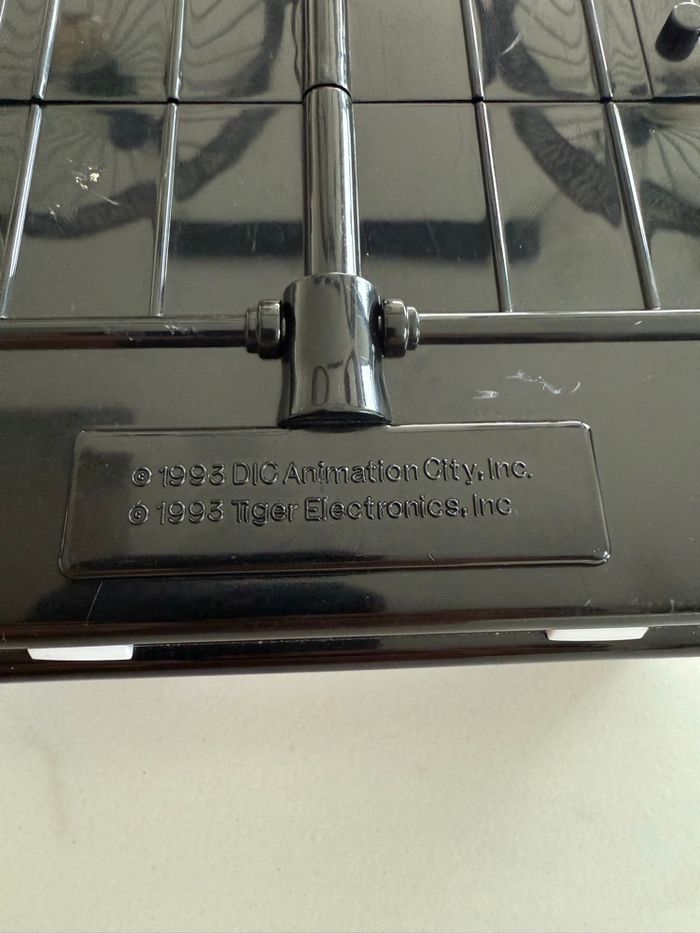 © 1993 DIC Animation City, Inc.
© 1993 Tiger Electronics, Inc